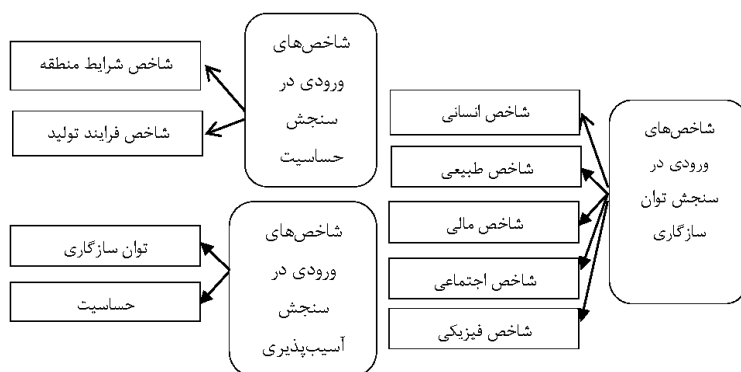 شاخص‌های
ورودی در
سنجش توان
سازگاری
شاخص انسانی
شاخص طبیعی
شاخص مالی
شاخص اجتماعی
شاخص فیزیکی
شاخص‌های
ورودی در
سنجش
حساسیت
شاخص شرایط منطقه
شاخص فرایند تولید
شاخص‌های
ورودی در
سنجش
آسیب‌پذیری
توان سازگاری
حساسیت